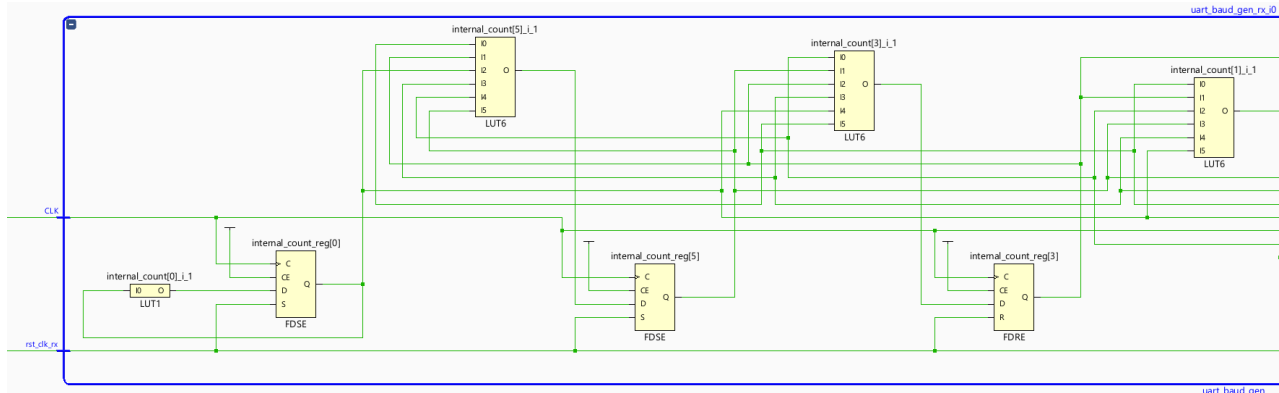 uart_baud_gen_rx_i0
internal_count[5]_i_1
I0
I1
I2
I3
I4
I5
O
LUT6
internal_count[3]_i_1
I0
I1
I2
I3
I4
I5
O
LUT6
internal_count[1]_i_1
I0
I1
I2
I3
I4
I5
O
LUT6
CLK
internal_count[0]_i_1
I0
O
LUT1
internal_count_reg[0]
C
CE
D
S
Q
FDSE
internal_count_reg[5]
C
CE
D
S
Q
FDSE
internal_count_reg[3]
C
CE
D
R
Q
FDRE
rst_clk_rx
uart_baud_gen